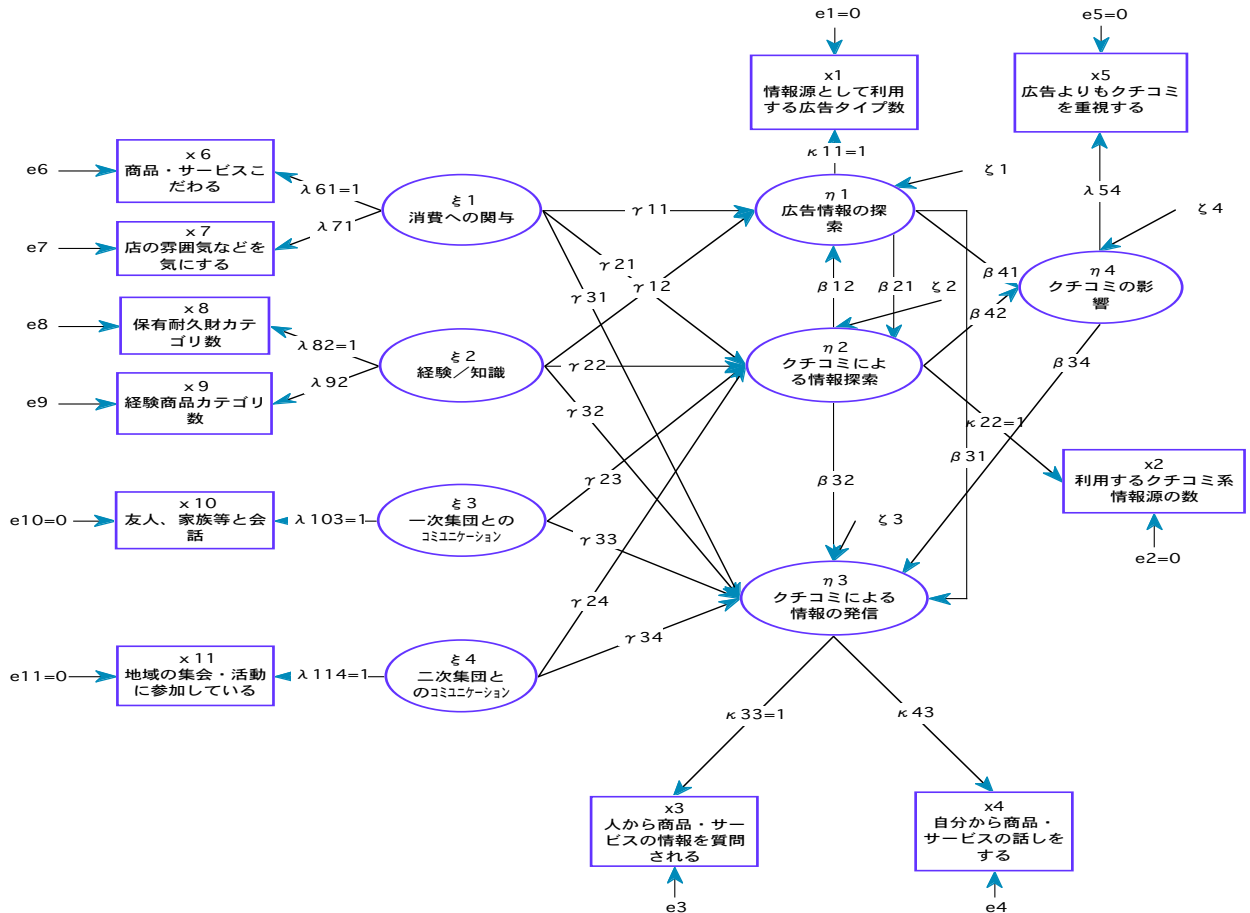 e1=0
e5=0
x1
情報源として利用
する広告タイプ数
x5
広告よりもクチコミ
を重視する
κ11=1
ζ1
λ54
ζ4
e6
x6
商品・サービスこ
だわる
λ61=1
λ71
e7
x7
店の雰囲気などを
気にする
ξ1
消費への関与
γ11
γ21
γ12
γ31
η1
広告情報の探
索
β41
β42
η4
クチコミの影
響
β12
β21
ζ2
e8
x8
保有耐久財カテ
ゴリ数
λ82=1
λ92
e9
x9
経験商品カテゴリ
数
ξ2
経験／知識
γ22
γ32
η2
クチコミによ
る情報探索
β34
κ22=1
β31
x2
利用するクチコミ系
情報源の数
e2=0
γ23
β32
e10=0
x10
友人、家族等と会
話
λ103=1
ξ3
一次集団との
コミユニケーション
γ33
ζ3
γ24
γ34
η3
クチコミによる
情報の発信
e11=0
x11
地域の集会・活動
に参加している
λ114=1
ξ4
二次集団と
のコミユニケーション
κ33=1
κ43
x3
人から商品・サー
ビスの情報を質問
される
x4
自分から商品・
サービスの話しを
する
e3
e4